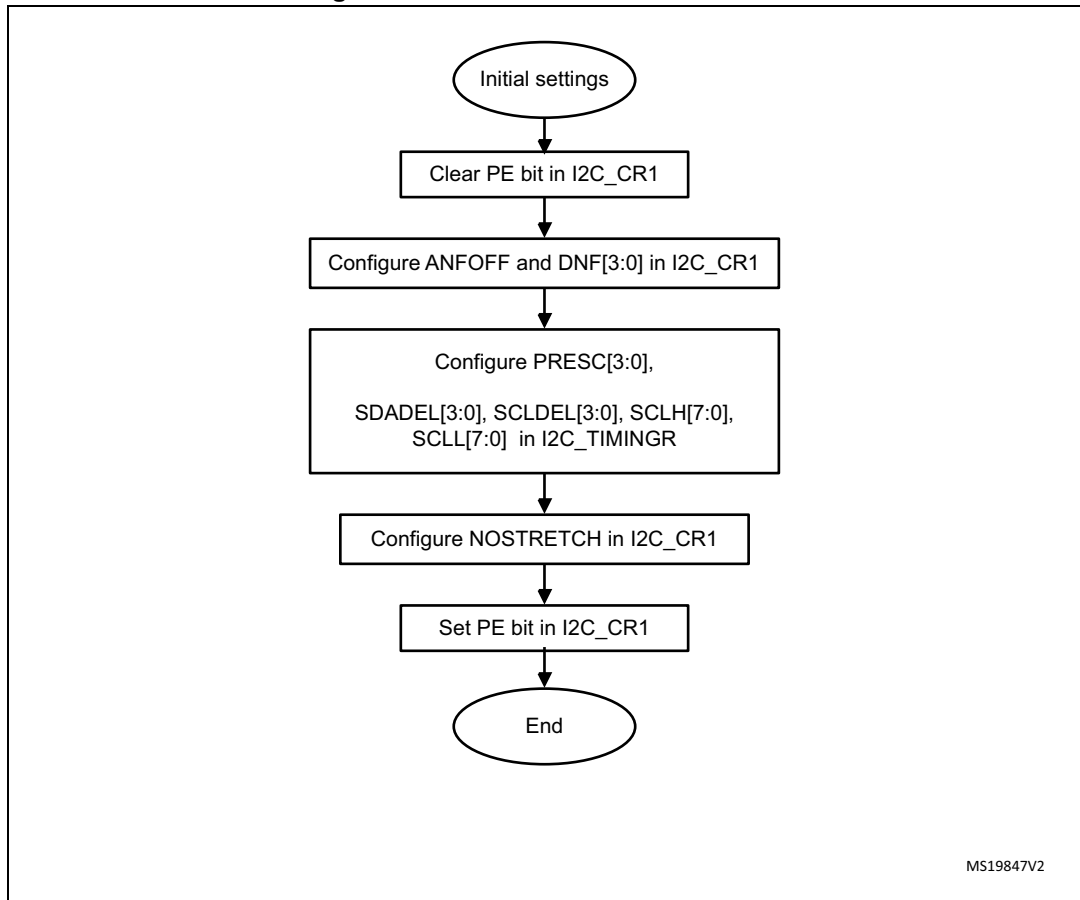 Initial settings
Clear PE bit in I2C_CR1
Configure ANFOFF and DNF[3:0] in I2C_CR1
Configure PRESC[3:0],
SDADEL[3:0], SCLDEL[3:0], SCLH[7:0],
SCLL[7:0] in I2C_TIMINGR
Configure NOSTRETCH in I2C_CR1
Set PE bit in I2C_CR1
End
MS19847V2